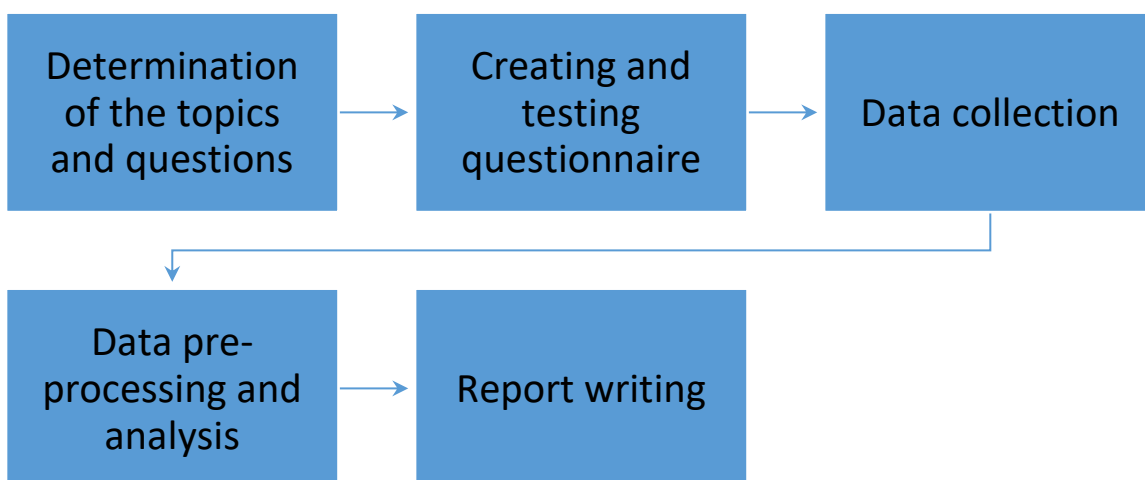 Determination
of the topics
and questions
Creating and
testing
questionnaire
Data collection
Data pre-
processing and
analysis
Report writing